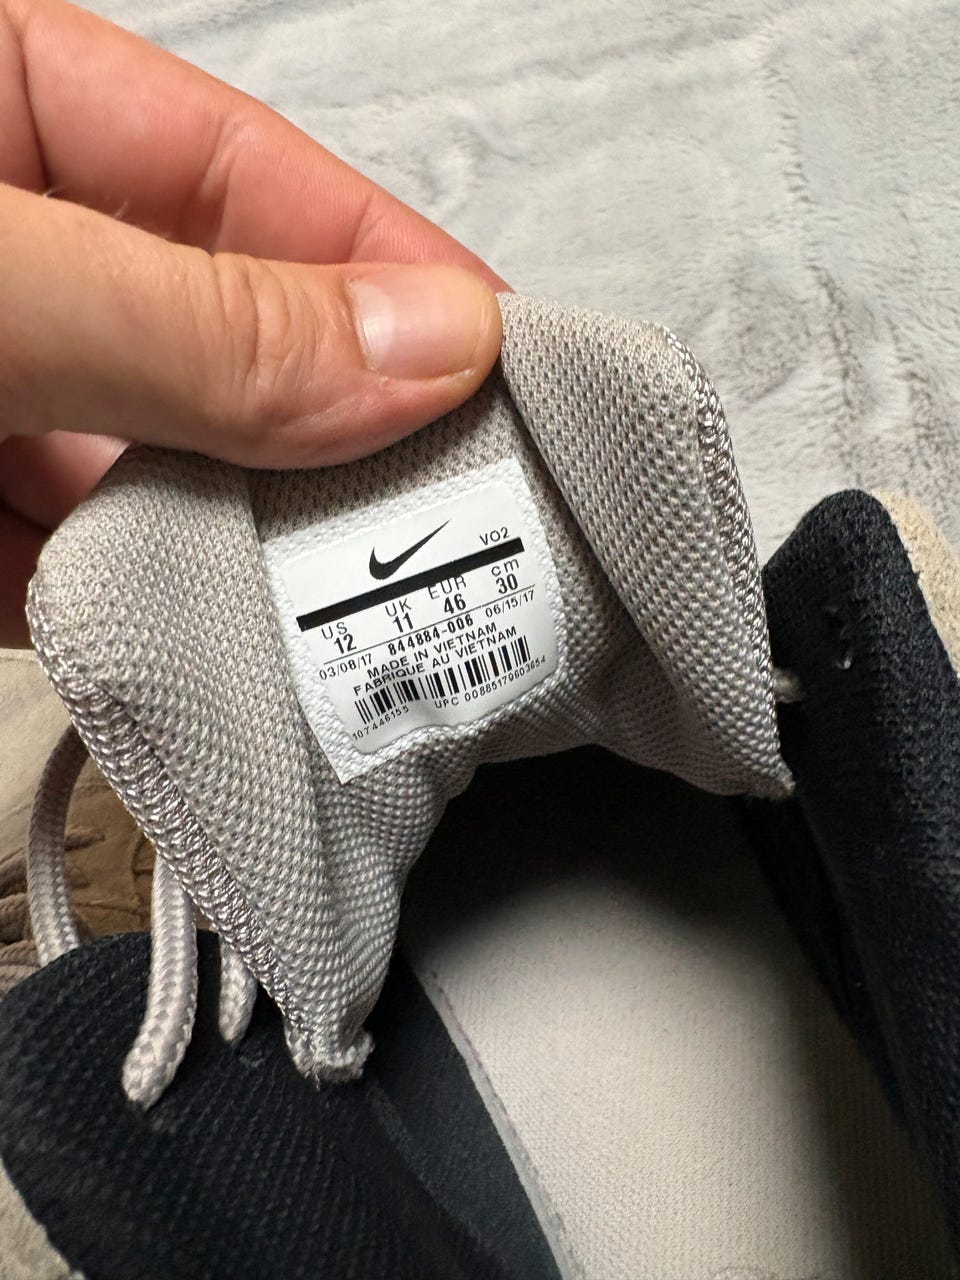 VO2
US UK EUR cm
12 11 46 30
03/08/17 844884-006 06/15/17
MADE IN VIETNAM
FABRIQUE AU VIETNAM
107446155 UPC 00885179603654